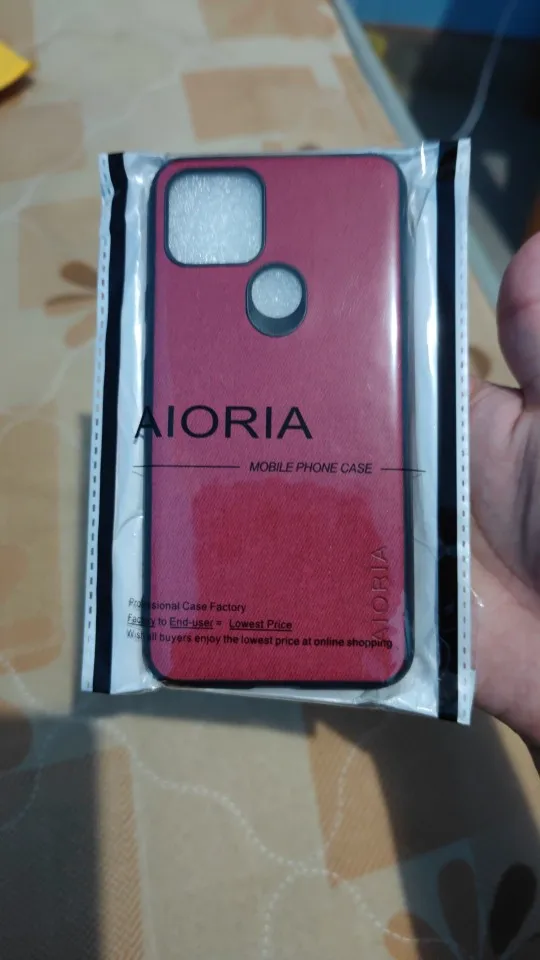 AIORIA
MOBILE PHONE CASE
AIORIA
Professional Case Factory
Factory to End-user = Lowest Price
Wish all buyers enjoy the lowest price at online shopping